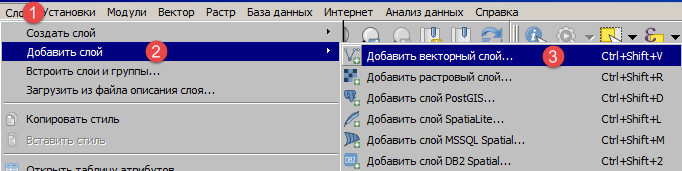 Сло 1 Установки Модули Вектор Растр База данных Интернет Анализ данных Справка
Создать слой
Добавить слой 2
Встроить слои и группы...
Загрузить из файла описания слоя...
Копировать стиль
Вставить стиль
Открыть таблицу атрибутов
Добавить векторный слой... 3 Ctrl+Shift+V
Добавить растровый слой... Ctrl+Shift+R
Добавить слой PostGIS... Ctrl+Shift+D
Добавить слой SpatiaLite... Ctrl+Shift+L
Добавить слой MSSQL Spatial... Ctrl+Shift+M
DB2 Добавить слой DB2 Spatial... Ctrl+Shift+2